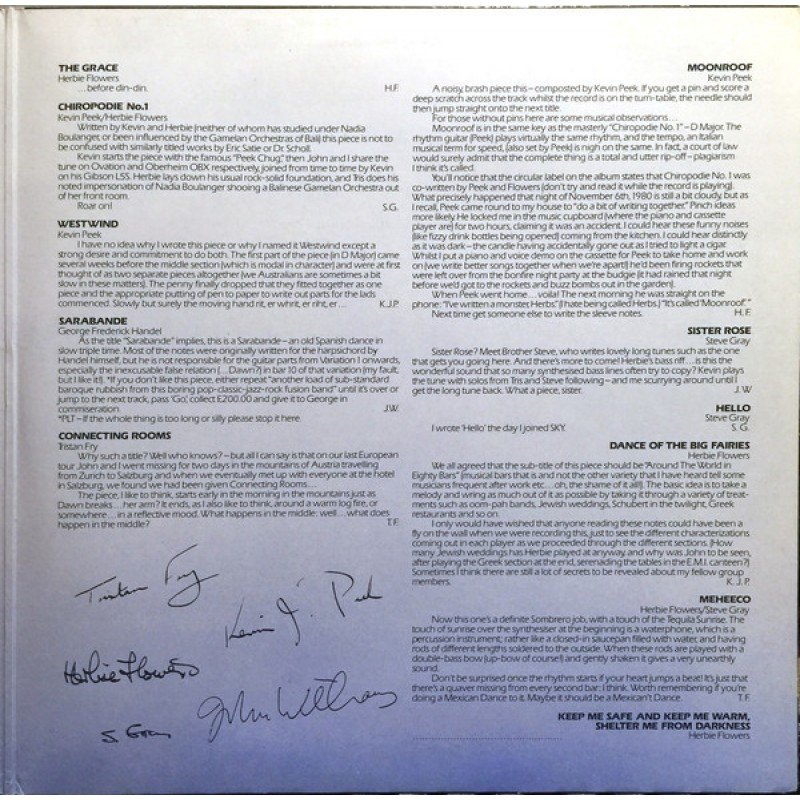 THE GRACE
Herbie Flowers
...before din-din. H.F.
CHIROPODIE No.1
Kevin Peek/Herbie Flowers
Written by Kevin and Herbie (neither of whom has studied under Nadia
Boulanger, or been influenced by the Gamelan Orchestras of Bali) this piece is not to
be confused with similarly titled works by Eric Satie or Dr. Scholl.
Kevin starts the piece with the famous "Peek Chug," then John and I share the
tune on Ovation and Oberheim OBX respectively, joined from time to time by Kevin
on his Gibson LSS. Herbie lays down his usual rock-solid foundation, and Tris does his
noted impersonation of Nadia Boulanger shooing a Balinese Gamelan Orchestra out
of her front room.
Roar on! S.G.
WESTWIND
Kevin Peek
I have no idea why I wrote this piece or why I named it Westwind except a
strong desire and commitment to do both. The first part of the piece (in D Major) came
several weeks before the middle section (which is modal in character) and were at first
thought of as two separate pieces altogether (we Australians are sometimes a bit
slow in these matters). The penny finally dropped that they fitted together as one
piece and the appropriate putting of pen to paper to write out parts for the lads
commenced. Slowly but surely the moving hand rit, er whrit, er riht, er... K.J.P.
SARABANDE
George Frederick Handel
As the title "Sarabande" implies, this is a Sarabande – an old Spanish dance in
slow triple time. Most of the notes were originally written for the harpsichord by
Handel himself, but he is not responsible for the guitar parts from Variation 1 onwards,
especially the inexcusable false relation (...Dawn?) in bar 10 of that variation (my fault,
but I like it!). *If you don't like this piece, either repeat "another load of sub-standard
baroque rubbish from this boring pop-classic-jazz-rock fusion band" until it's over or
jump to the next track, pass 'Go', collect £200.00 and give it to George in
commiseration. J.W.
*PLT – If the whole thing is too long or silly please stop it here.
CONNECTING ROOMS
Tristan Fry
Why such a title? Well who knows? – but all I can say is that on our last European
tour John and I went missing for two days in the mountains of Austria travelling
from Zurich to Salzburg and when we eventually met up with everyone at the hotel
in Salzburg, we found we had been given Connecting Rooms...
The piece, I like to think, starts early in the morning in the mountains just as
Dawn breaks... her arm? It ends, as I also like to think, around a warm log fire, or
somewhere... in a reflective mood. What happens in the middle: well... what does
happen in the middle? T.F.
Tristan Fry
Kevin J. Peek
Herbie Flowers
John Williams
S. Gray
MOONROOF
Kevin Peek
A noisy, brash piece this – composed by Kevin Peek. If you get a pin and score a
deep scratch across the track whilst the record is on the turn-table, the needle should
then jump straight onto the next title.
For those without pins here are some musical observations...
Moonroof is in the same key as the masterly "Chiropodie No. 1" – D Major. The
rhythm guitar (Peek) plays virtually the same rhythm, and the tempo, an Italian
musical term for speed, (also set by Peek) is nigh on the same. In fact, a court of law
would surely admit that the complete thing is a total and utter rip-off – plagiarism
I think it's called.
You'll notice that the circular label on the album states that Chiropodie No. 1 was
co-written by Peek and Flowers (don't try and read it while the record is playing).
What precisely happened that night of November 6th, 1980 is still a bit cloudy, but as
I recall, Peek came round to my house to "do a bit of writing together." Pinch ideas
more likely. He locked me in the music cupboard (where the piano and cassette
player are) for two hours, claiming it was an accident. I could hear these funny noises
(like fizzy drink bottles being opened) coming from the kitchen. I could hear distinctly
as it was dark – the candle having accidentally gone out as I tried to light a cigar.
Whilst I put a piano and voice demo on the cassette for Peek to take home and work
on (we write better songs together when we're apart) he'd been firing rockets that
were left over from the bonfire night party at the budgie (it had rained that night
before we'd got to the rockets and buzz bombs out in the garden).
When Peek went home... voila! The next morning he was straight on the
phone. "I've written a monster, Herbs." (I hate being called Herbs.) "It's called 'Moonroof'."
Next time get someone else to write the sleeve notes. H.F.
SISTER ROSE
Steve Gray
Sister Rose? Meet Brother Steve, who writes lovely long tunes such as the one
that gets you going here. And there's more to come! Herbie's bass riff... is this the
wonderful sound that so many synthesised bass lines often try to copy? Kevin plays
the tune with solos from Tris and Steve following – and me scurrying around until I
get the long tune back. What a piece, sister. J.W.
HELLO
Steve Gray
I wrote 'Hello' the day I joined SKY. S.G.
DANCE OF THE BIG FAIRIES
Herbie Flowers
We all agreed that the sub-title of this piece should be "Around The World in
Eighty Bars" (musical bars that is and not the other variety that I have heard tell some
musicians frequent after work etc.... oh, the shame of it all!). The basic idea is to take a
melody and wring as much out of it as possible by taking it through a variety of treat-
ments such as oom-pah bands, Jewish weddings, Schubert in the twilight, Greek
restaurants and so on.
I only would have wished that anyone reading these notes could have been a
fly on the wall when we were recording this, just to see the different characterizations
coming out in each player as we proceeded through the different sections. (How
many Jewish weddings has Herbie played at anyway, and why was John to be seen,
after playing the Greek section at the end, serenading the tables in the E.M.I. canteen?)
Sometimes I think there are still a lot of secrets to be revealed about my fellow group
members. K.J.P.
MEHEECO
Herbie Flowers/Steve Gray
Now this one's a definite Sombrero job, with a touch of the Tequila Sunrise. The
touch of sunrise over the synthesiser at the beginning is a waterphone, which is a
percussion instrument; rather like a closed-in saucepan filled with water, and having
rods of different lengths soldered to the outside. When these rods are played with a
double-bass bow (up-bow of course!) and gently shaken it gives a very unearthly
sound.
Don't be surprised once the rhythm starts if your heart jumps a beat! It's just that
there's a quaver missing from every second bar: I think. Worth remembering if you're
doing a Mexican Dance to it. Maybe it should be a Mexican't Dance. T.F.
KEEP ME SAFE AND KEEP ME WARM,
SHELTER ME FROM DARKNESS
Herbie Flowers